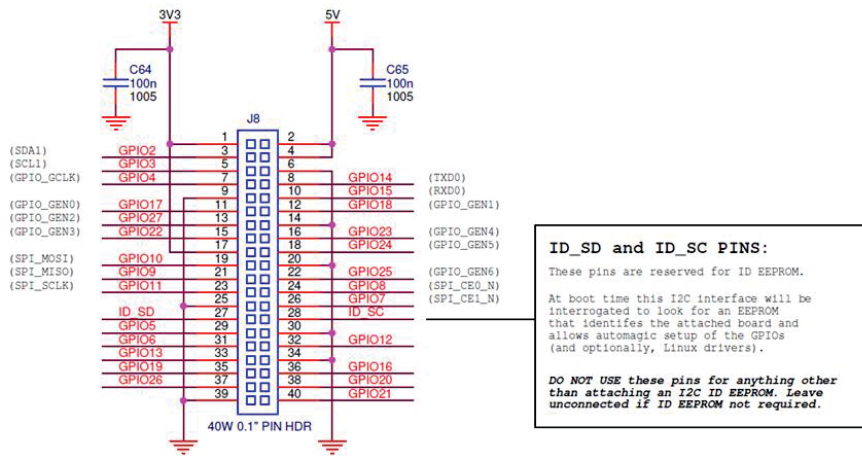 3V3 5V
C64 C65
100n 100n
1005 1005
J8
1 2
(SDA1) GPIO2 3 4
(SCL1) GPIO3 5 6
(GPIO_GCLK) GPIO4 7 8 GPIO14 (TXD0)
9 10 GPIO15 (RXD0)
(GPIO_GEN0) GPIO17 11 12 GPIO18 (GPIO_GEN1)
(GPIO_GEN2) GPIO27 13 14
(GPIO_GEN3) GPIO22 15 16 GPIO23 (GPIO_GEN4)
17 18 GPIO24 (GPIO_GEN5)
(SPI_MOSI) GPIO10 19 20
(SPI_MISO) GPIO9 21 22 GPIO25 (GPIO_GEN6)
(SPI_SCLK) GPIO11 23 24 GPIO8 (SPI_CE0_N)
25 26 GPIO7 (SPI_CE1_N)
ID_SD 27 28 ID_SC
GPIO5 29 30
GPIO6 31 32 GPIO12
GPIO13 33 34
GPIO19 35 36 GPIO16
GPIO26 37 38 GPIO20
39 40 GPIO21
40W 0.1" PIN HDR
ID_SD and ID_SC PINS:
These pins are reserved for ID EEPROM.
At boot time this I2C interface will be
interrogated to look for an EEPROM
that identifes the attached board and
allows automagic setup of the GPIOs
(and optionally, Linux drivers).
DO NOT USE these pins for anything other
than attaching an I2C ID EEPROM. Leave
unconnected if ID EEPROM not required.